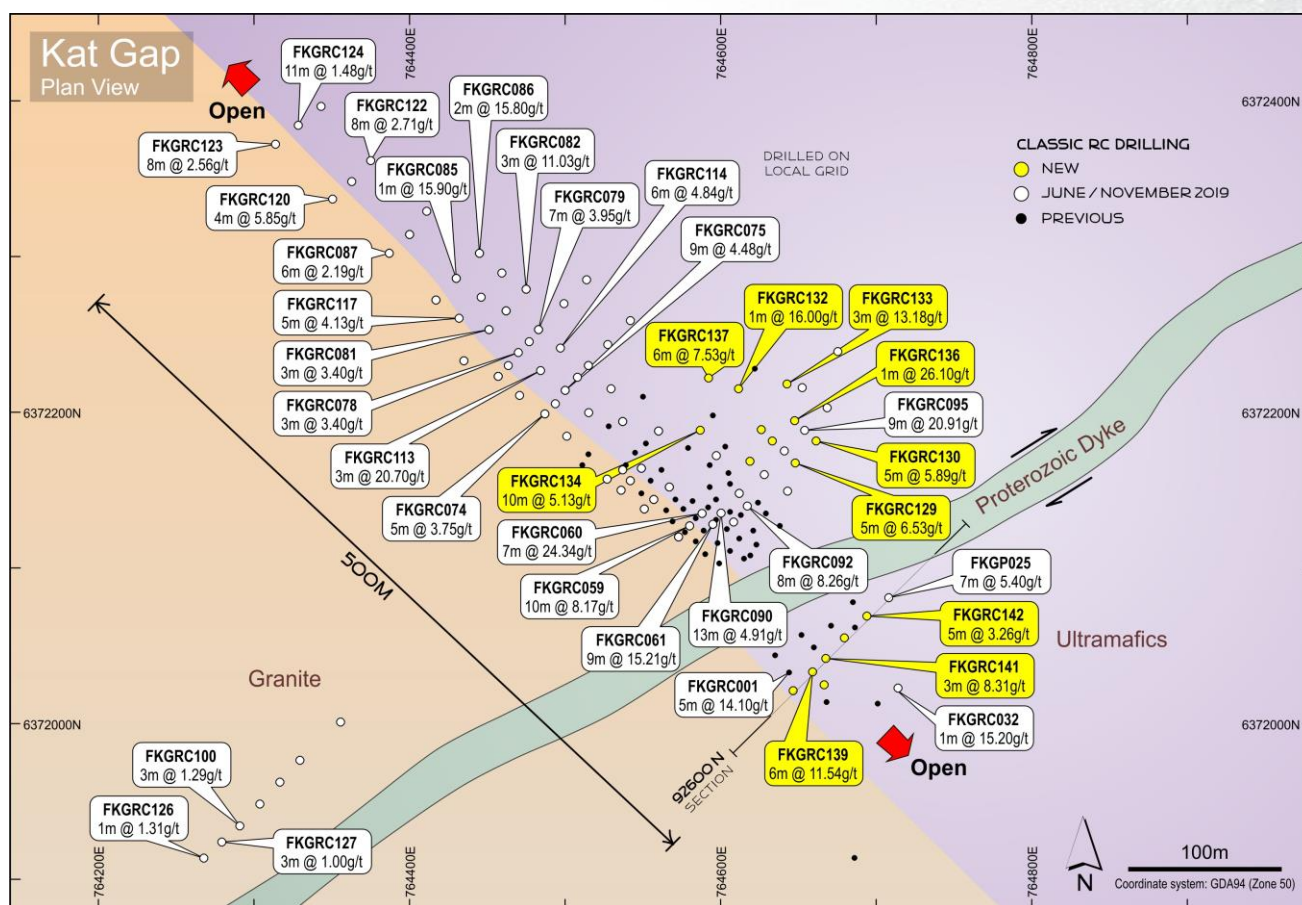 Kat Gap
Plan View
Open
764400E
764600E
764800E
6372400N
6372400N
FKGRC124
11m @ 1.48g/t
FKGRC086
2m @ 15.80g/t
FKGRC122
8m @ 2.71g/t
FKGRC123
8m @ 2.56g/t
FKGRC082
3m @ 11.03g/t
FKGRC085
1m @ 15.90g/t
FKGRC114
6m @ 4.84g/t
FKGRC120
4m @ 5.85g/t
FKGRC079
7m @ 3.95g/t
FKGRC075
9m @ 4.48g/t
DRILLED ON
LOCAL GRID
CLASSIC RC DRILLING
NEW
JUNE / NOVEMBER 2019
PREVIOUS
FKGRC087
6m @ 2.19g/t
FKGRC117
5m @ 4.13g/t
FKGRC081
3m @ 3.40g/t
FKGRC078
3m @ 3.40g/t
FKGRC113
3m @ 20.70g/t
FKGRC074
5m @ 3.75g/t
FKGRC132
1m @ 16.00g/t
FKGRC133
3m @ 13.18g/t
FKGRC137
6m @ 7.53g/t
FKGRC136
1m @ 26.10g/t
FKGRC095
9m @ 20.91g/t
FKGRC130
5m @ 5.89g/t
FKGRC129
5m @ 6.53g/t
FKGRC134
10m @ 5.13g/t
6372200N
6372200N
Proterozoic Dyke
FKGRC060
7m @ 24.34g/t
FKGRC059
10m @ 8.17g/t
FKGRC061
9m @ 15.21g/t
FKGRC090
13m @ 4.91g/t
FKGRC092
8m @ 8.26g/t
FKGP025
7m @ 5.40g/t
FKGRC142
5m @ 3.26g/t
FKGRC141
3m @ 8.31g/t
FKGRC001
5m @ 14.10g/t
FKGRC032
1m @ 15.20g/t
FKGRC139
6m @ 11.54g/t
500M
Granite
Ultramafics
92600N
SECTION
Open
6372000N
6372000N
FKGRC100
3m @ 1.29g/t
FKGRC126
1m @ 1.31g/t
FKGRC127
3m @ 1.00g/t
764200E
764400E
764600E
764800E
N
100m
Coordinate system: GDA94 (Zone 50)